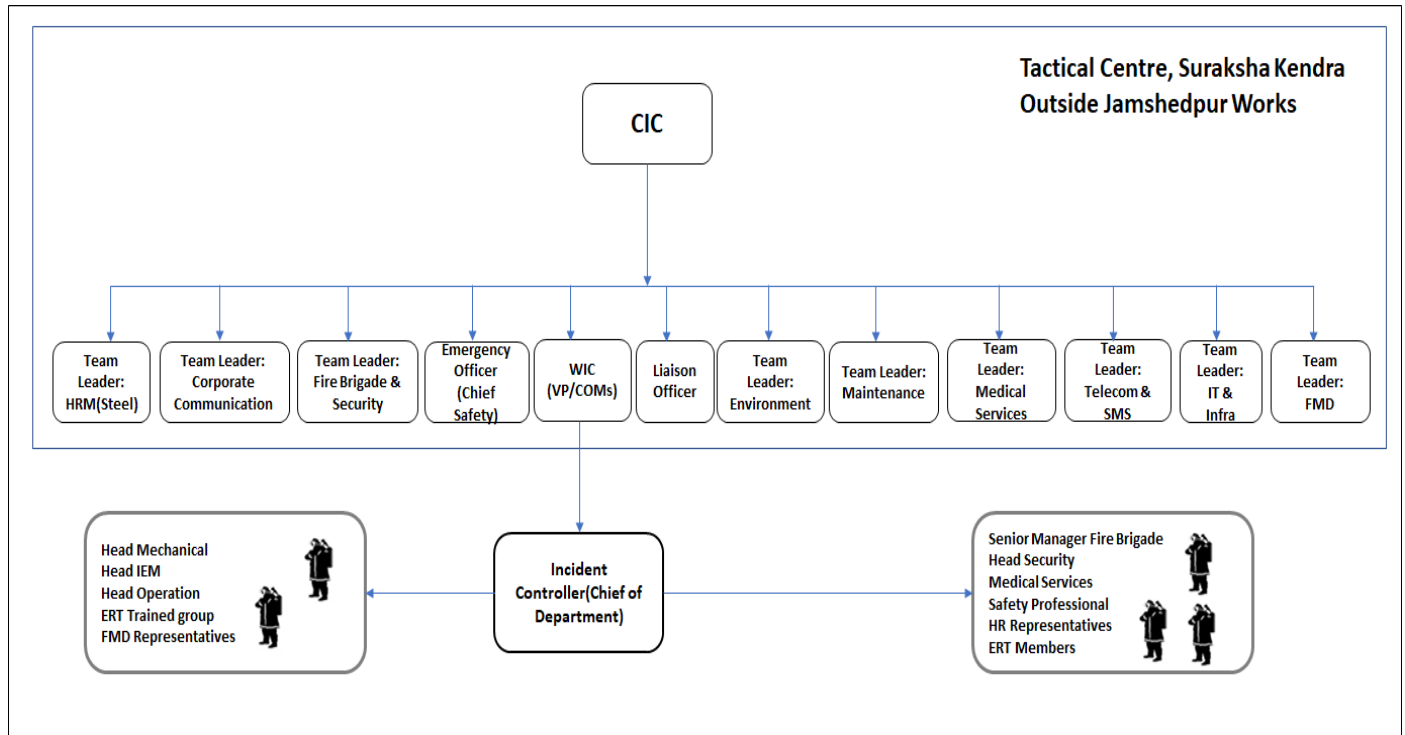 Tactical Centre, Suraksha Kendra
Outside Jamshedpur Works
CIC
Team
Leader:
HRM(Steel)
Team Leader:
Corporate
Communication
Team Leader:
Fire Brigade &
Security
Emergency
Officer
(Chief
Safety)
WIC
(VP/COMs)
Liaison
Officer
Team
Leader:
Environment
Team Leader:
Maintenance
Team
Leader:
Medical
Services
Team
Leader:
Telecom &
SMS
Team
Leader:
IT &
Infra
Team
Leader:
FMD
Head Mechanical
Head IEM
Head Operation
ERT Trained group
FMD Representatives
Incident
Controller(Chief of
Department)
Senior Manager Fire Brigade
Head Security
Medical Services
Safety Professional
HR Representatives
ERT Members